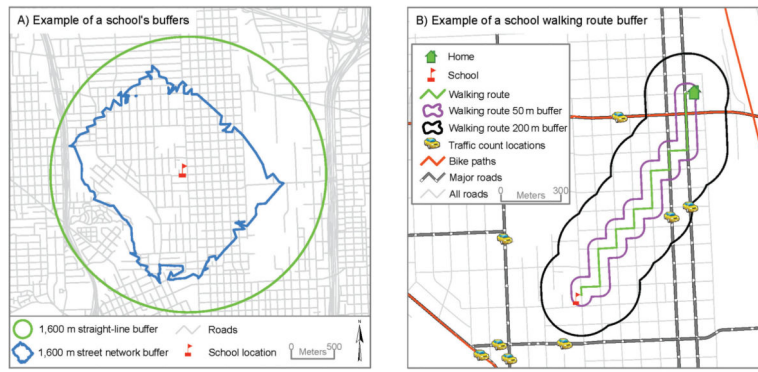 A) Example of a school's buffers
1,600 m straight-line buffer
Roads
1,600 m street network buffer
School location
0 Meters 500
B) Example of a school walking route buffer
Home
School
Walking route
Walking route 50 m buffer
Walking route 200 m buffer
Traffic count locations
Bike paths
Major roads
All roads
0 300
Meters